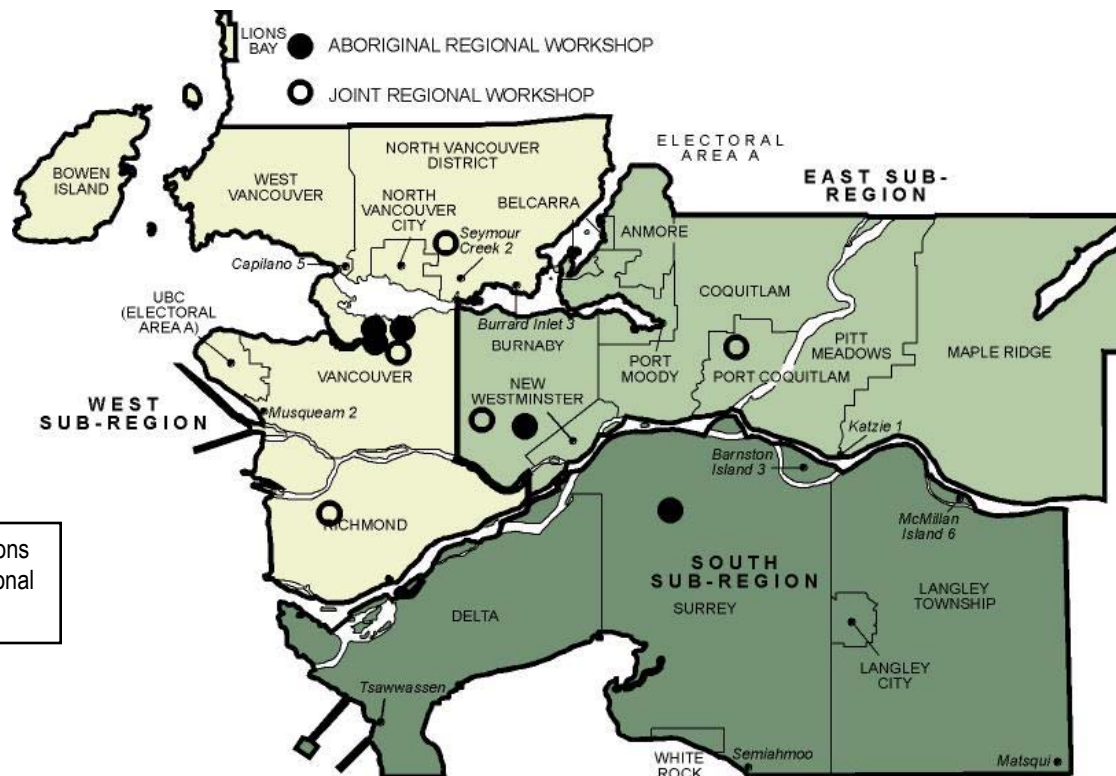 LIONS
BAY
ABORIGINAL REGIONAL WORKSHOP
JOINT REGIONAL WORKSHOP
BOWEN
ISLAND
WEST
VANCOUVER
NORTH VANCOUVER
DISTRICT
NORTH
VANCOUVER
CITY
BELCARRA
ELECTORAL
AREA A
EAST SUB-
REGION
Seymour
Creek 2
ANMORE
Capilano 5
UBC
(ELECTORAL
AREA A)
COQUITLAM
Burrard Inlet 3
BURNABY
PORT
MOODY
PITT
MEADOWS
MAPLE RIDGE
VANCOUVER
PORT COQUITLAM
NEW
WESTMINSTER
WEST
SUB-REGION
Musqueam 2
Katzie 1
Barnston
Island 3
RICHMOND
McMillan
Island 6
ons
onal
SOUTH
SUB-REGION
SURREY
DELTA
LANGLEY
TOWNSHIP
LANGLEY
CITY
Tsawwassen
WHITE
ROCK
Semiahmoo
Matsqui